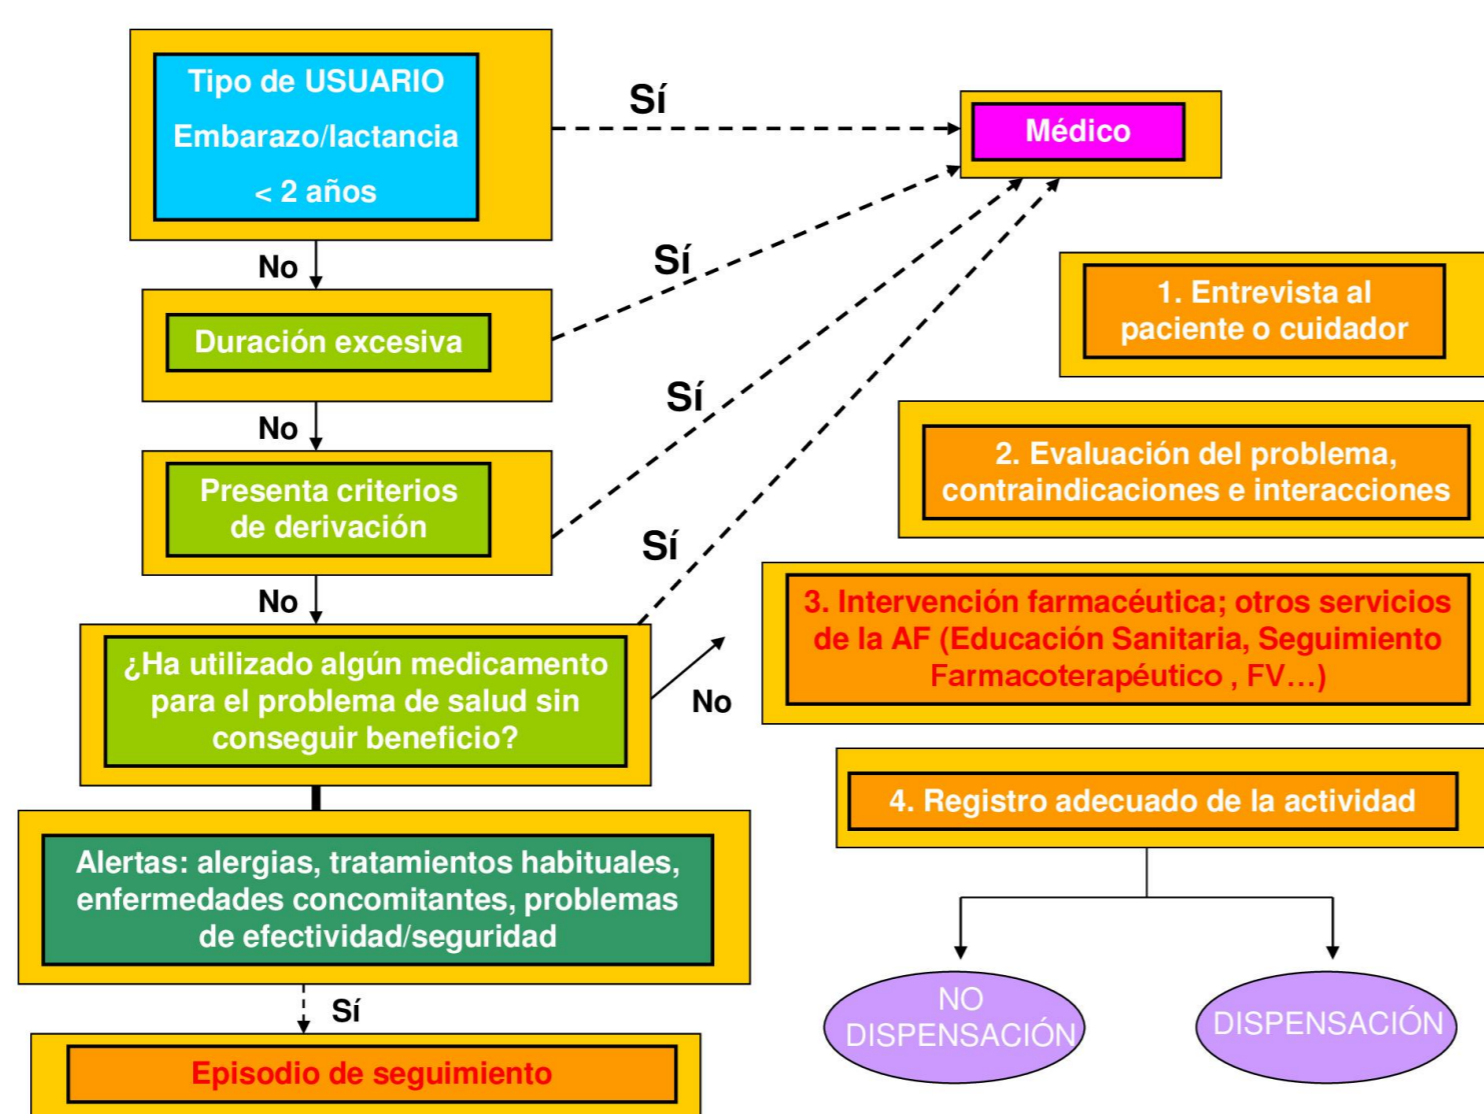 Tipo de USUARIO
Embarazo/lactancia
< 2 años
Sí
Médico
No
Duración excesiva
Sí
No
Presenta criterios
de derivación
Sí
No
¿Ha utilizado algún medicamento
para el problema de salud sin
conseguir beneficio?
Sí
No
Alertas: alergias, tratamientos habituales,
enfermedades concomitantes, problemas
de efectividad/seguridad
Sí
Episodio de seguimiento
1. Entrevista al
paciente o cuidador
2. Evaluación del problema,
contraindicaciones e interacciones
3. Intervención farmacéutica; otros servicios
de la AF (Educación Sanitaria, Seguimiento
Farmacoterapéutico , FV...)
4. Registro adecuado de la actividad
NO
DISPENSACIÓN
DISPENSACIÓN